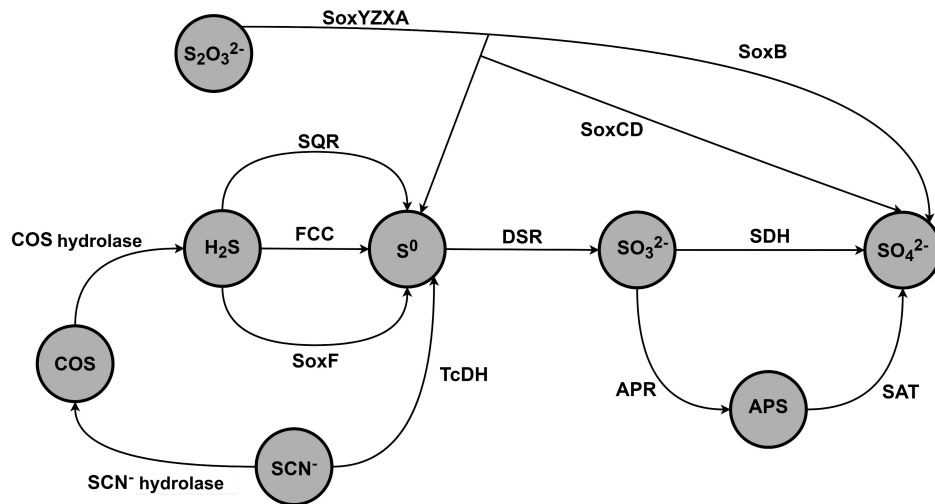 SoxYZXA
S₂O₃²⁻
SoxB
SoxCD
SQR
COS hydrolase
H₂S
FCC
S⁰
DSR
SO₃²⁻
SDH
SO₄²⁻
COS
SoxF
TcDH
APR
APS
SAT
SCN⁻
SCN⁻ hydrolase